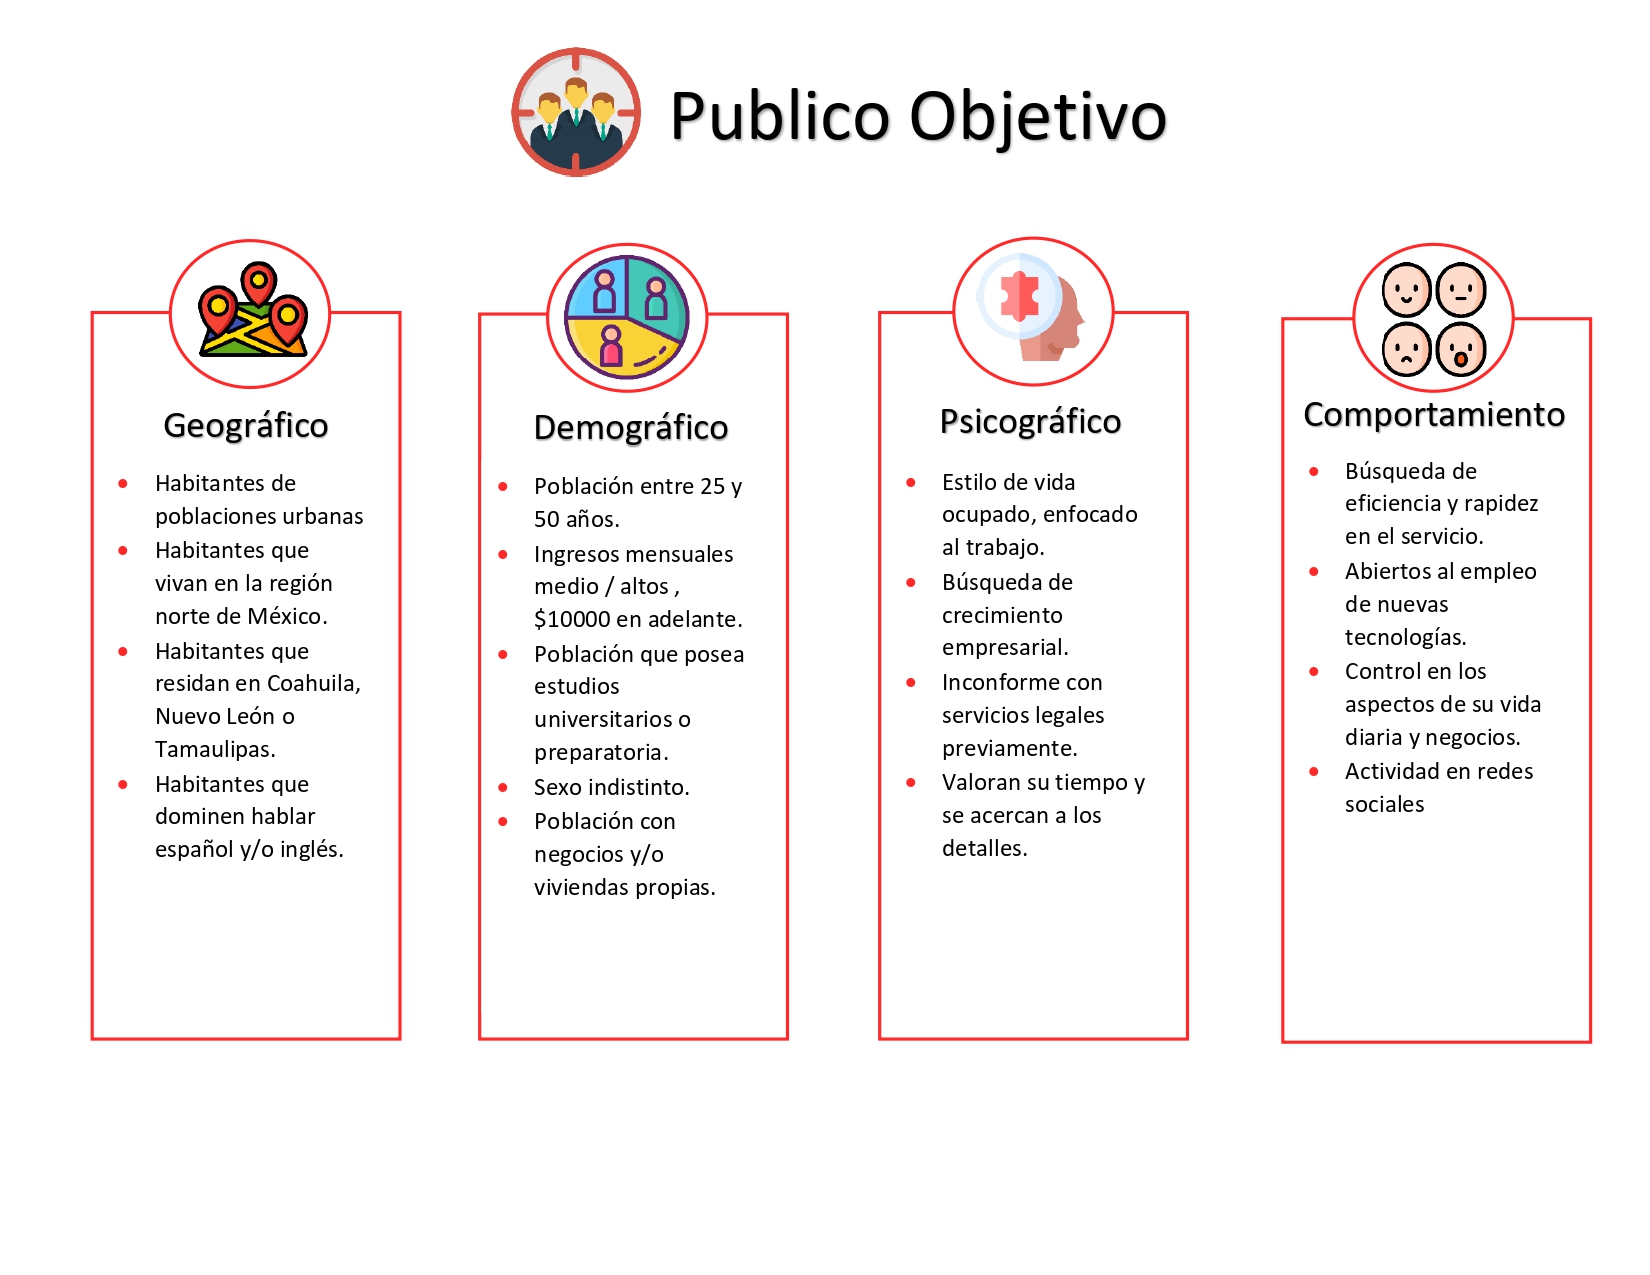 Publico Objetivo
Geográfico
• Habitantes de
poblaciones urbanas
• Habitantes que
vivan en la región
norte de México.
• Habitantes que
residan en Coahuila,
Nuevo León o
Tamaulipas.
• Habitantes que
dominen hablar
español y/o inglés.
Demográfico
• Población entre 25 y
50 años.
• Ingresos mensuales
medio / altos ,
$10000 en adelante.
• Población que posea
estudios
universitarios o
preparatoria.
• Sexo indistinto.
• Población con
negocios y/o
viviendas propias.
Psicográfico
• Estilo de vida
ocupado, enfocado
al trabajo.
• Búsqueda de
crecimiento
empresarial.
• Inconforme con
servicios legales
previamente.
• Valoran su tiempo y
se acercan a los
detalles.
Comportamiento
• Búsqueda de
eficiencia y rapidez
en el servicio.
• Abiertos al empleo
de nuevas
tecnologías.
• Control en los
aspectos de su vida
diaria y negocios.
• Actividad en redes
sociales